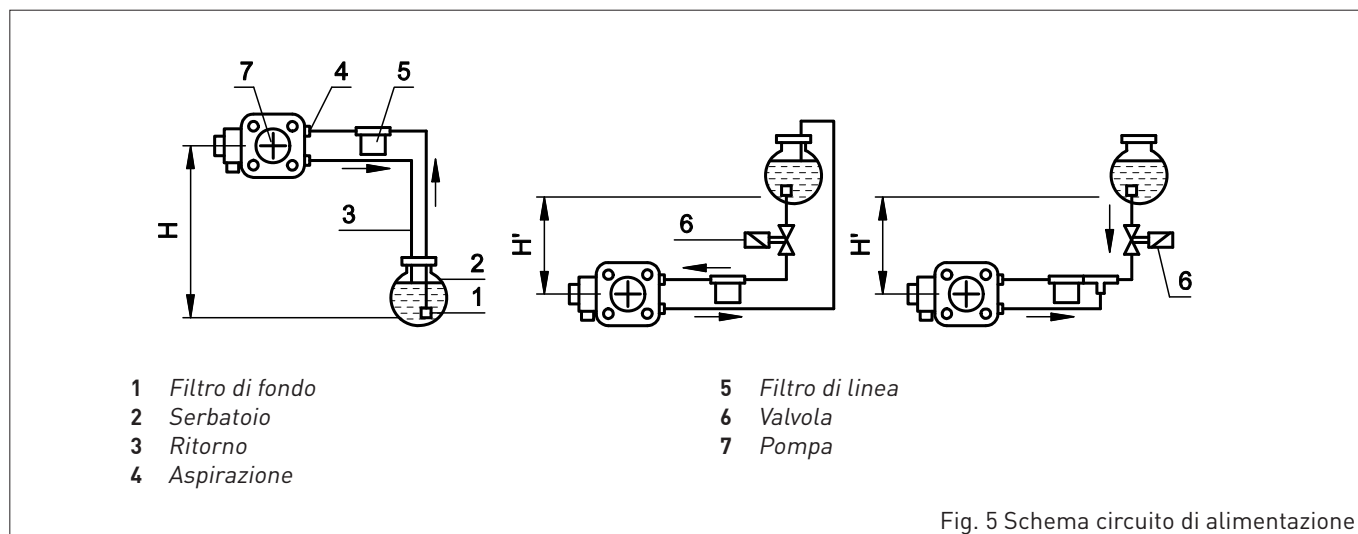 7 4 5
H
3
2
1
H'
6
H'
6
1 Filtro di fondo
2 Serbatoio
3 Ritorno
4 Aspirazione
5 Filtro di linea
6 Valvola
7 Pompa
Fig. 5 Schema circuito di alimentazione